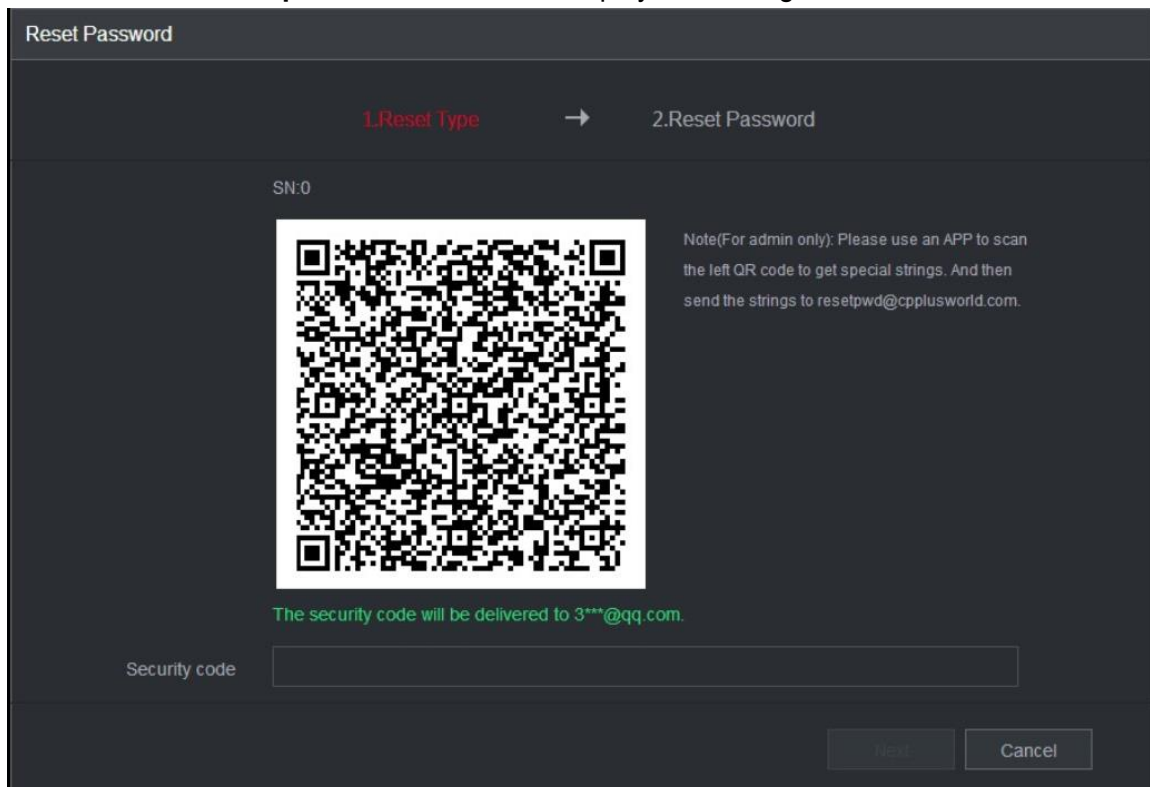 Reset Password
1.Reset Type → 2.Reset Password
SN:0
Note(For admin only): Please use an APP to scan
the left QR code to get special strings. And then
send the strings to resetpwd@cpplusworld.com.
The security code will be delivered to 3***@qq.com.
Security code
Next Cancel